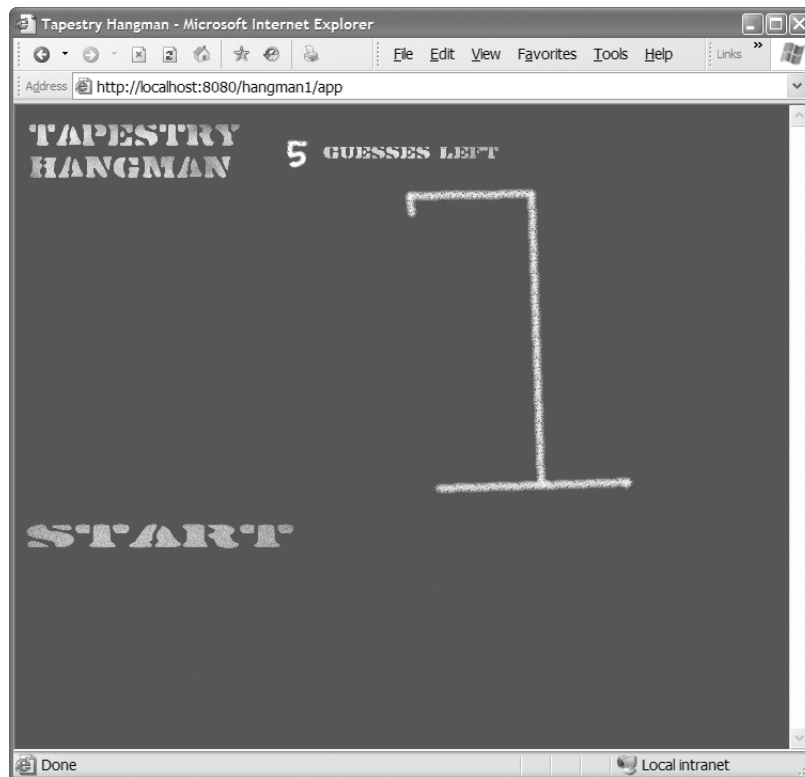 Tapestry Hangman - Microsoft Internet Explorer
File Edit View Favorites Tools Help Links »
Address http://localhost:8080/hangman1/app
TAPESTRY
HANGMAN
5 GUESSES LEFT
START
Done Local intranet